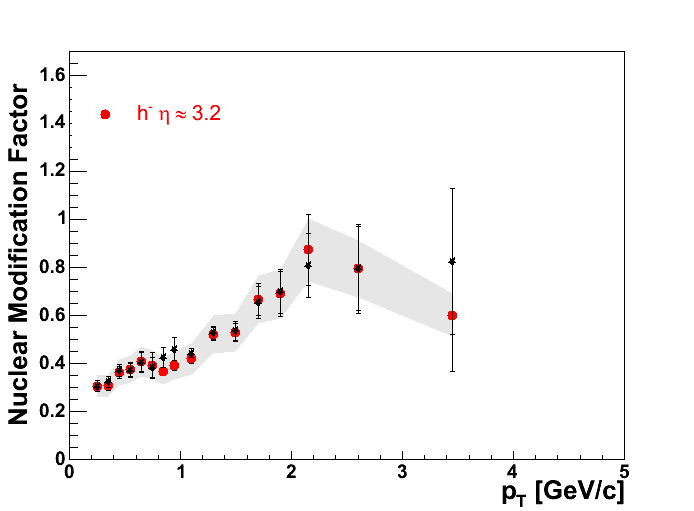 Nuclear Modification Factor
1.6
1.4
1.2
1
0.8
0.6
0.4
0.2
0
h⁻ η ≈ 3.2
0 1 2 3 4 5
p_T [GeV/c]